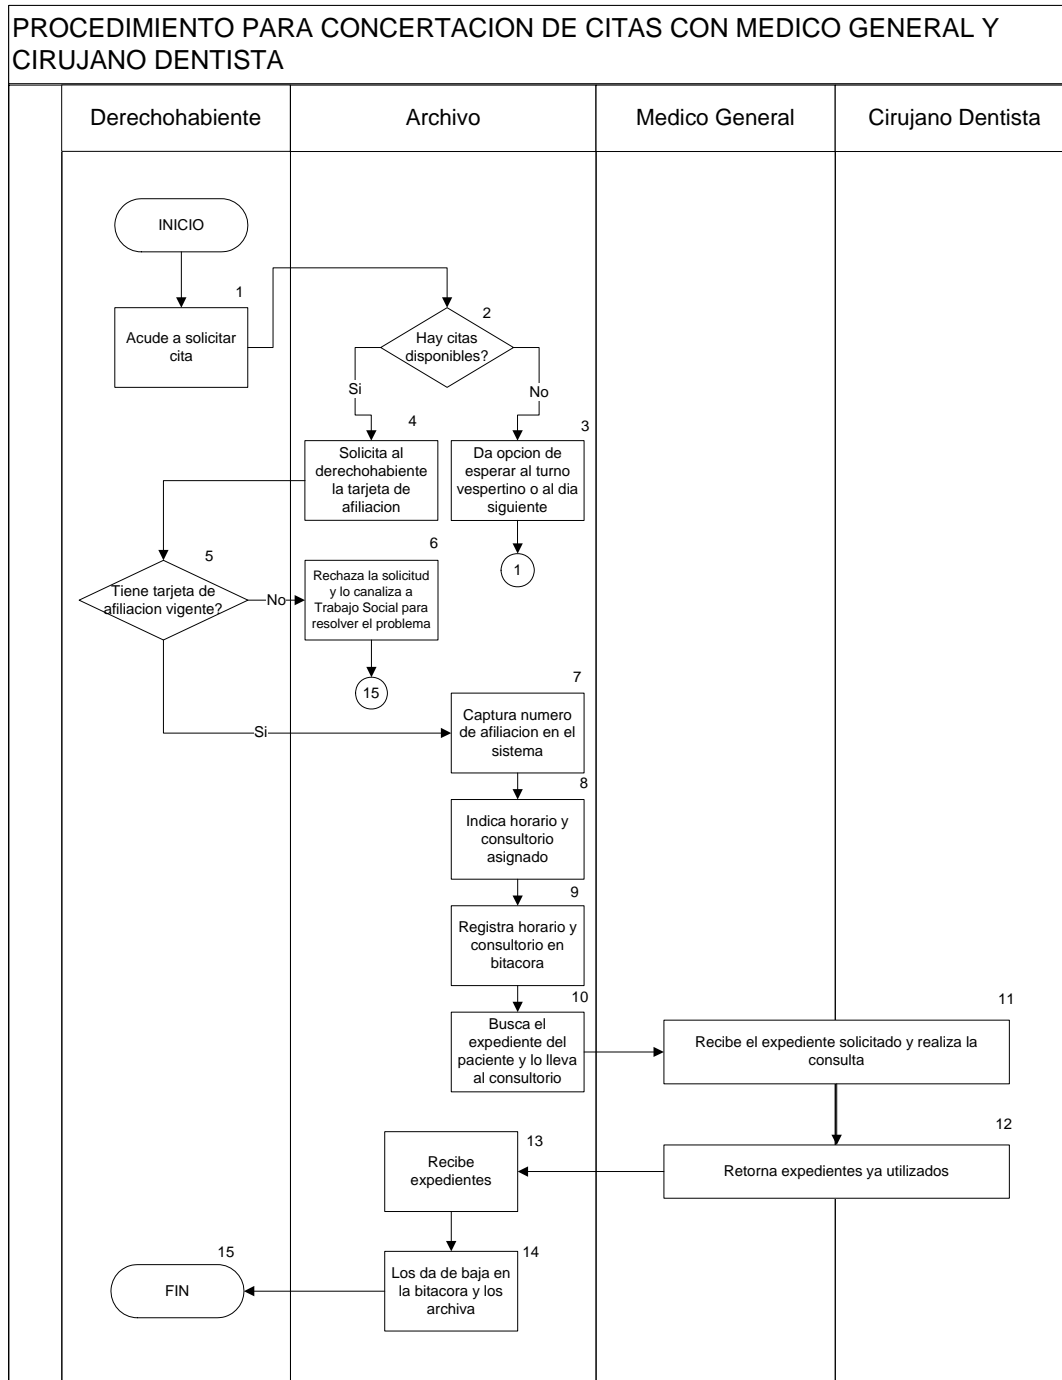 PROCEDIMIENTO PARA CONCERTACION DE CITAS CON MEDICO GENERAL Y
CIRUJANO DENTISTA
Derechohabiente
Archivo
Medico General
Cirujano Dentista
INICIO
1
Acude a solicitar
cita
2
Hay citas
disponibles?
Si
No
4
Solicita al
derechohabiente
la tarjeta de
afiliacion
3
Da opcion de
esperar al turno
vespertino o al dia
siguiente
1
5
Tiene tarjeta de
afiliacion vigente?
No
6
Rechaza la solicitud
y lo canaliza a
Trabajo Social para
resolver el problema
15
Si
7
Captura numero
de afiliacion en el
sistema
8
Indica horario y
consultorio
asignado
9
Registra horario y
consultorio en
bitacora
10
Busca el
expediente del
paciente y lo lleva
al consultorio
11
Recibe el expediente solicitado y realiza la
consulta
12
Retorna expedientes ya utilizados
13
Recibe
expedientes
14
Los da de baja en
la bitacora y los
archiva
15
FIN